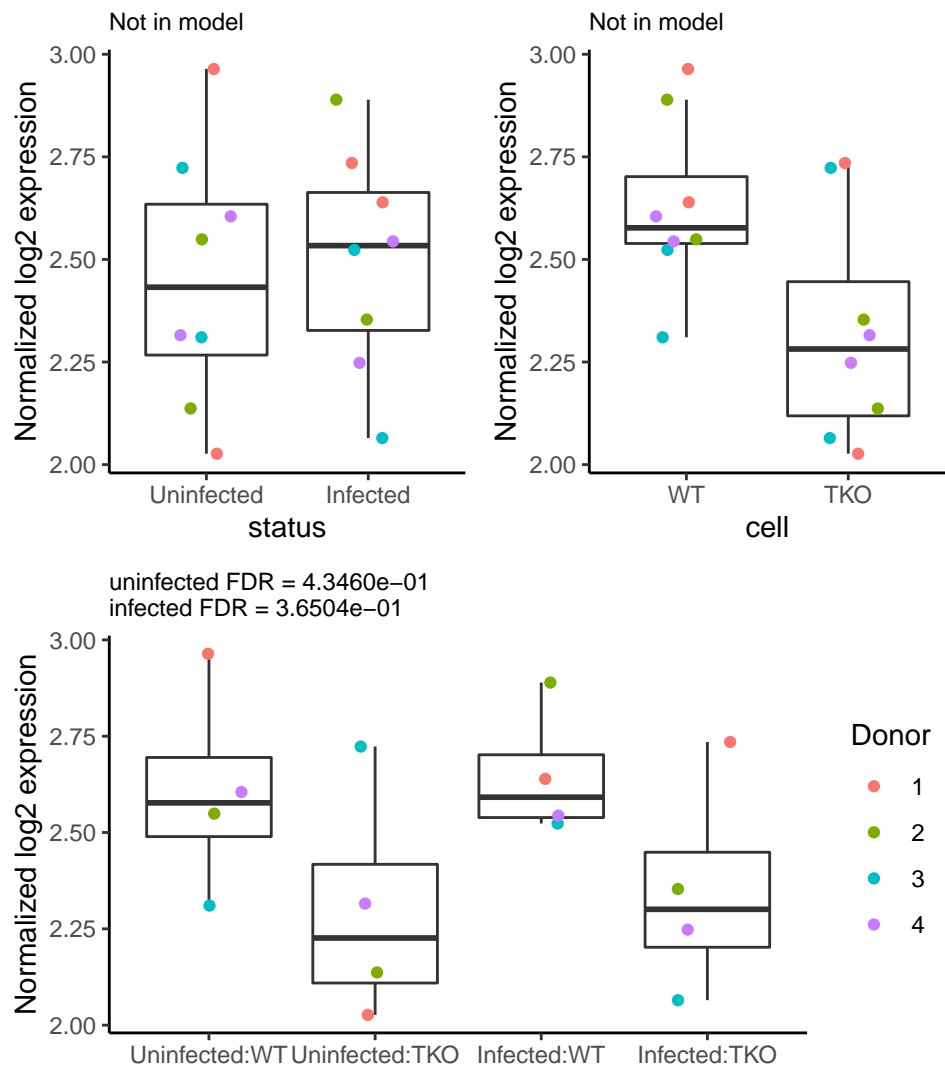 Not in model
Normalized log2 expression
3.00
2.75
2.50
2.25
2.00
Uninfected
Infected
status
Not in model
Normalized log2 expression
3.00
2.75
2.50
2.25
2.00
WT
TKO
cell
uninfected FDR = 4.3460e−01
infected FDR = 3.6504e−01
Normalized log2 expression
3.00
2.75
2.50
2.25
2.00
Uninfected:WT
Uninfected:TKO
Infected:WT
Infected:TKO
Donor
1
2
3
4